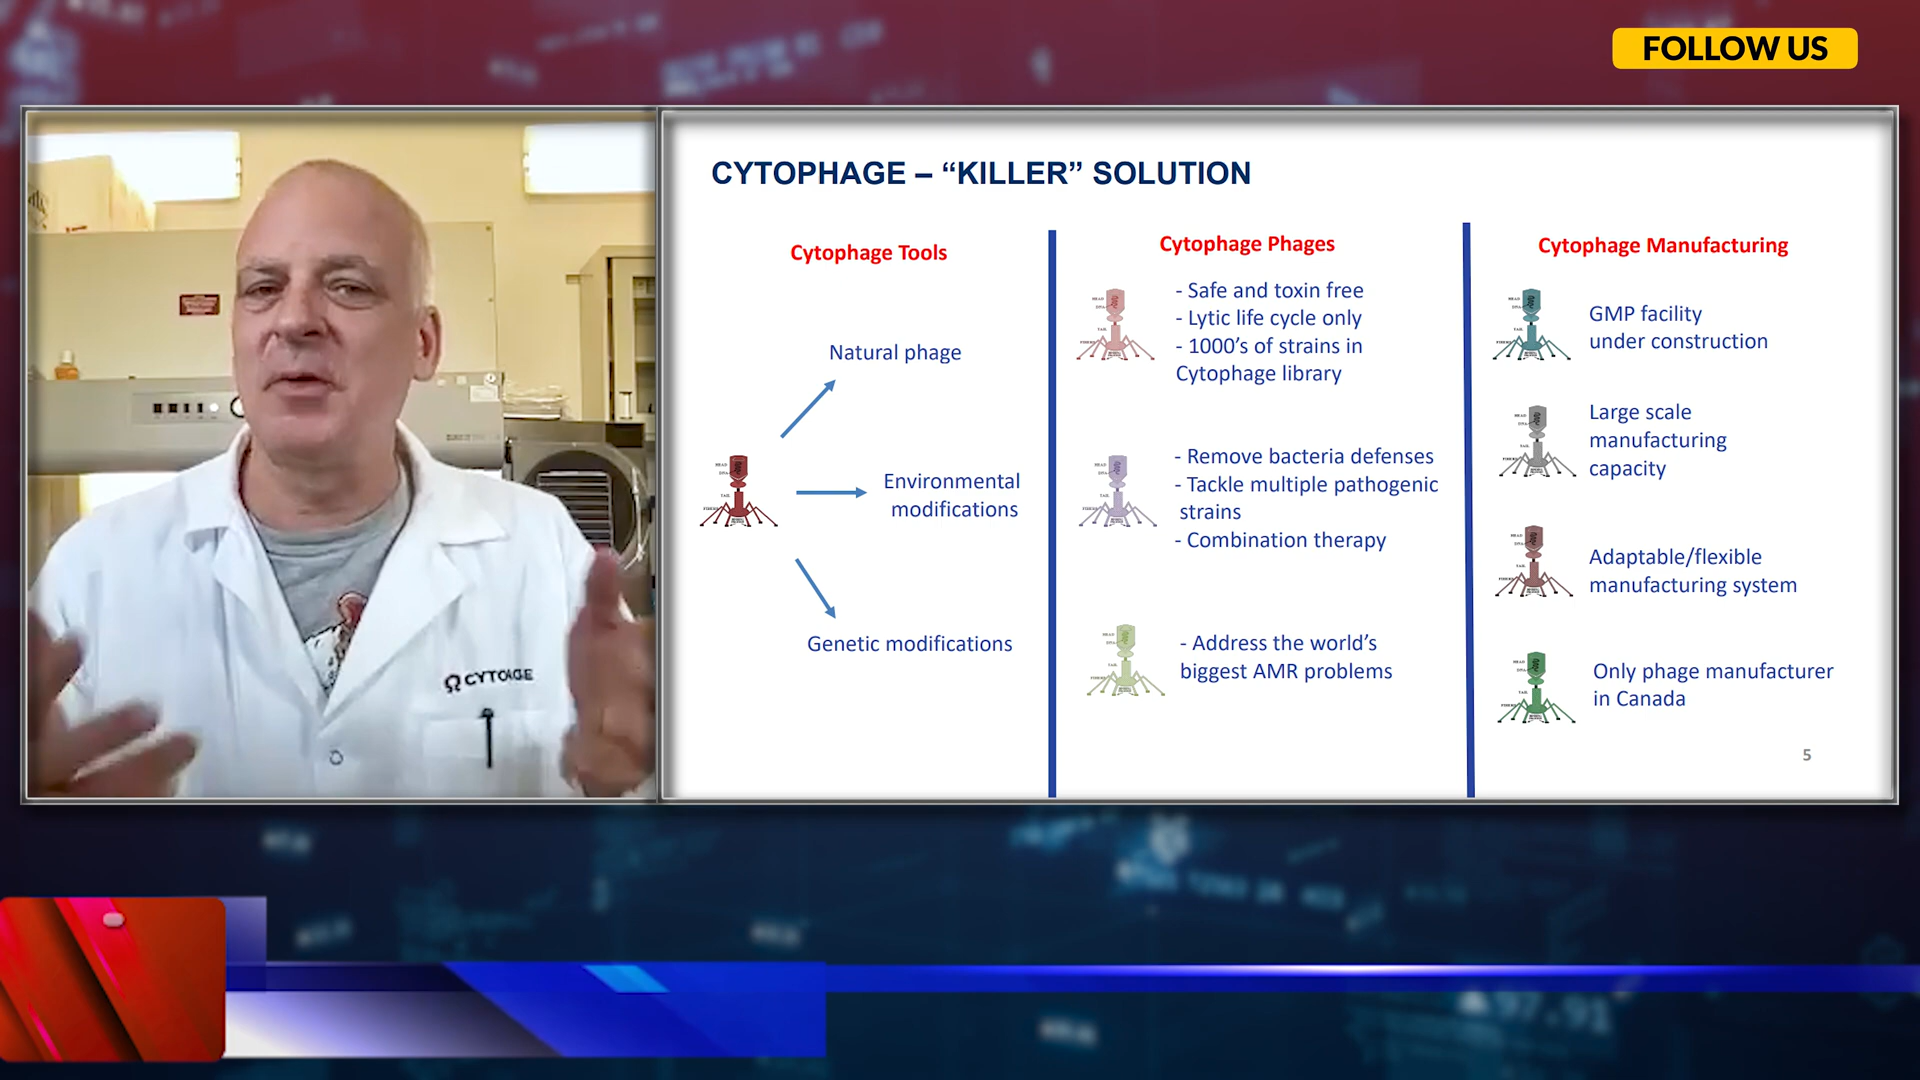 FOLLOW US
CYTOPHAGE – “KILLER” SOLUTION
Cytophage Tools
Natural phage
Environmental
modifications
Genetic modifications
Cytophage Phages
- Safe and toxin free
- Lytic life cycle only
- 1000’s of strains in
Cytophage library
- Remove bacteria defenses
- Tackle multiple pathogenic
strains
- Combination therapy
- Address the world’s
biggest AMR problems
Cytophage Manufacturing
GMP facility
under construction
Large scale
manufacturing
capacity
Adaptable/flexible
manufacturing system
Only phage manufacturer
in Canada
5
97.91